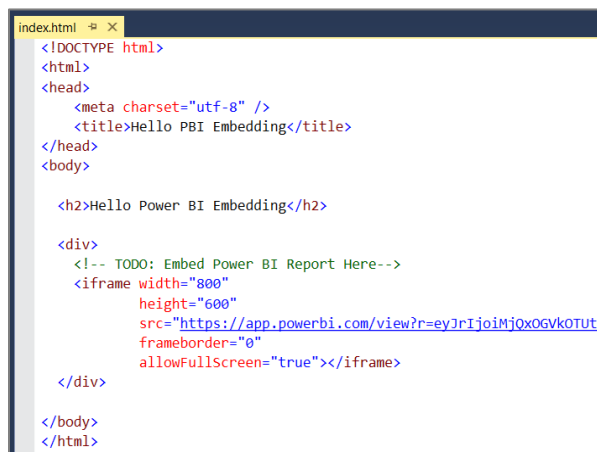 index.html
<!DOCTYPE html>
<html>
<head>
    <meta charset="utf-8" />
    <title>Hello PBI Embedding</title>
</head>
<body>
  <h2>Hello Power BI Embedding</h2>
  <div>
    <!-- TODO: Embed Power BI Report Here-->
    <iframe width="800"
            height="600"
            src="https://app.powerbi.com/view?r=eyJrIjoiMjQxOGVkOTUt
            frameborder="0"
            allowFullScreen="true"></iframe>
  </div>
</body>
</html>